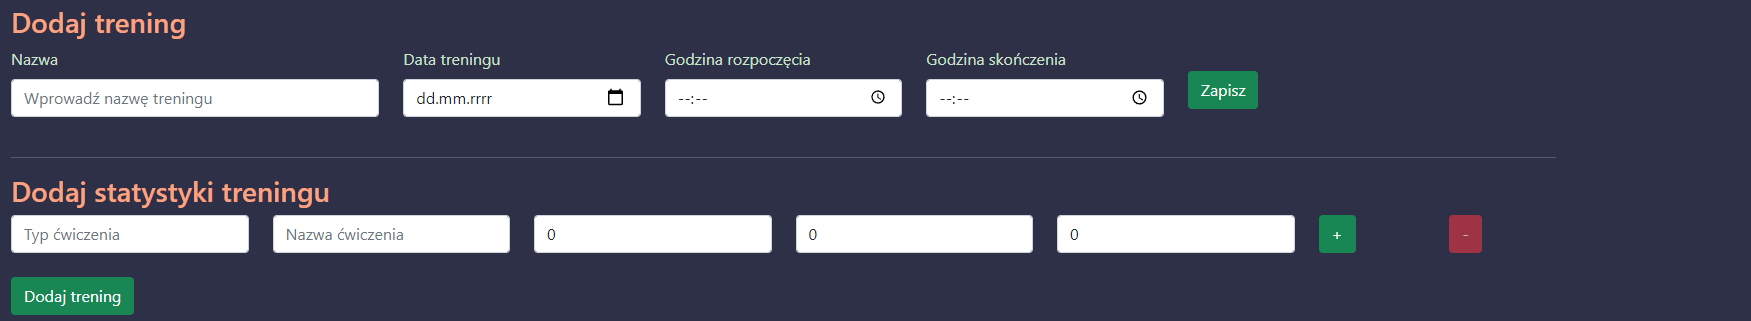 Dodaj trening
Nazwa Data treningu Godzina rozpoczęcia Godzina skończenia
Wprowadź nazwę treningu dd.mm.rrrr --:-- --:-- Zapisz
Dodaj statystyki treningu
Typ ćwiczenia Nazwa ćwiczenia 0 0 0 + -
Dodaj trening